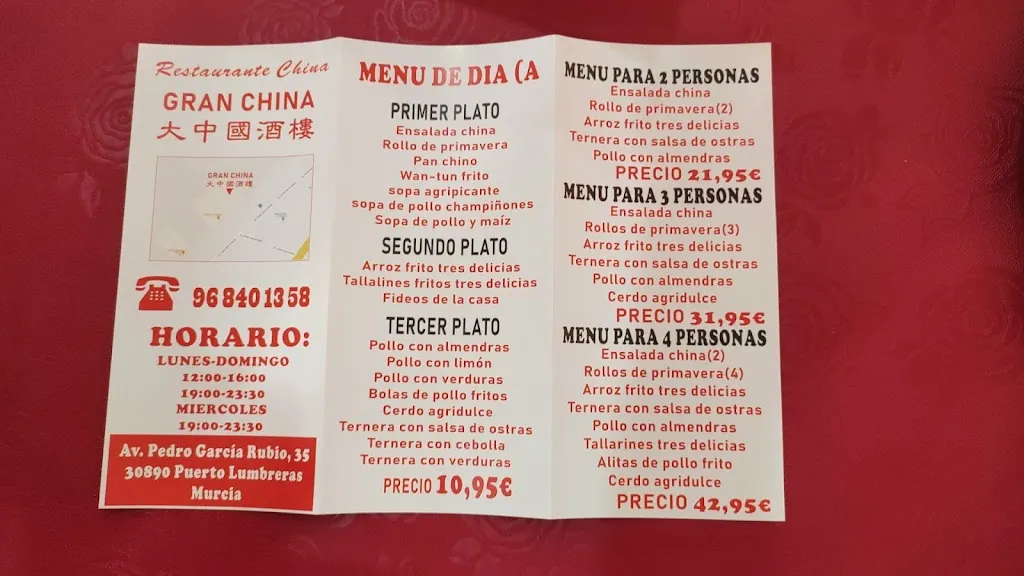 Restaurante China
GRAN CHINA
大中國酒樓
GRAN CHINA
大中國酒樓
96 840 13 58
HORARIO:
LUNES-DOMINGO
12:00-16:00
19:00-23:30
MIERCOLES
19:00-23:30
Av. Pedro García Rubio, 35
30890 Puerto Lumbreras
Murcia
MENU DE DIA (A
PRIMER PLATO
Ensalada china
Rollo de primavera
Pan chino
Wan-tun frito
sopa agripicante
sopa de pollo champiñones
Sopa de pollo y maíz
SEGUNDO PLATO
Arroz frito tres delicias
Tallalines fritos tres delicias
Fideos de la casa
TERCER PLATO
Pollo con almendras
Pollo con limón
Pollo con verduras
Bolas de pollo fritos
Cerdo agridulce
Ternera con salsa de ostras
Ternera con cebolla
Ternera con verduras
PRECIO 10,95€
MENU PARA 2 PERSONAS
Ensalada china
Rollo de primavera(2)
Arroz frito tres delicias
Ternera con salsa de ostras
Pollo con almendras
PRECIO 21,95€
MENU PARA 3 PERSONAS
Ensalada china
Rollos de primavera(3)
Arroz frito tres delicias
Ternera con salsa de ostras
Pollo con almendras
Cerdo agridulce
PRECIO 31,95€
MENU PARA 4 PERSONAS
Ensalada china(2)
Rollos de primavera(4)
Arroz frito tres delicias
Ternera con salsa de ostras
Pollo con almendras
Tallarines tres delicias
Alitas de pollo frito
Cerdo agridulce
PRECIO 42,95€